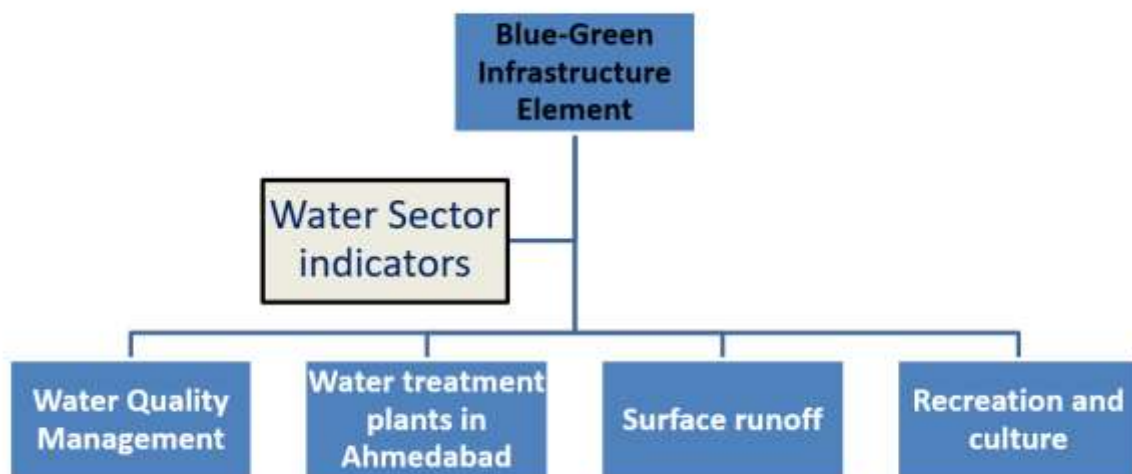 Blue-Green
Infrastructure
Element
Water Sector
indicators
Water Quality
Management
Water treatment
plants in
Ahmedabad
Surface runoff
Recreation and
culture